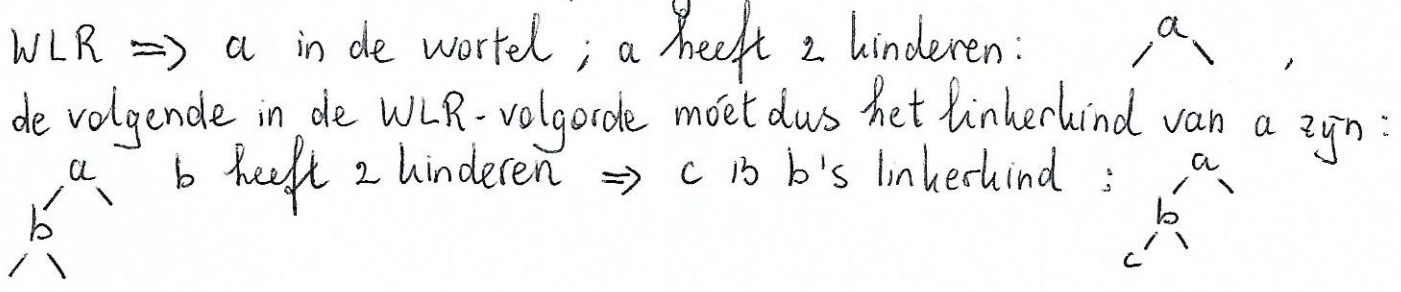 WLR => a in de wortel ; a heeft 2 kinderen: a ,
de volgende in de WLR-volgorde móet dus het linkerkind van a zijn:
a b heeft 2 kinderen => c is b's linkerkind : a
b b
c